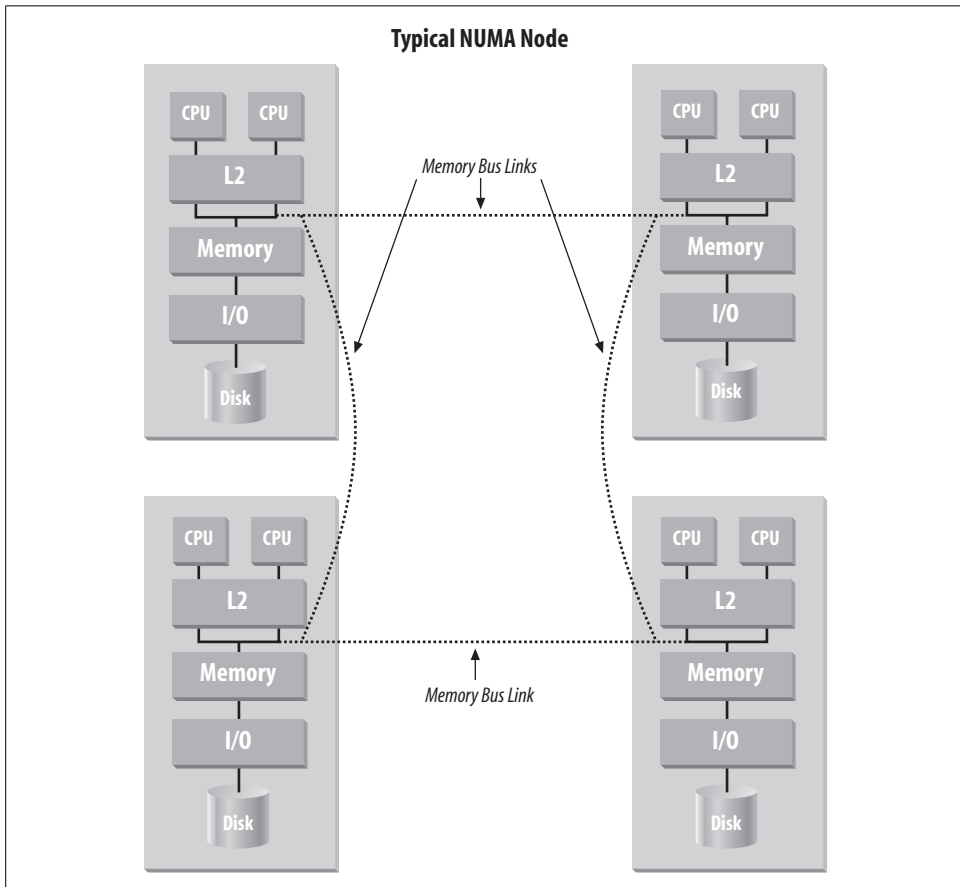 Typical NUMA Node
CPU CPU
L2
Memory
I/O
Disk
CPU CPU
L2
Memory
I/O
Disk
Memory Bus Links
CPU CPU
L2
Memory
I/O
Disk
CPU CPU
L2
Memory
I/O
Disk
Memory Bus Link